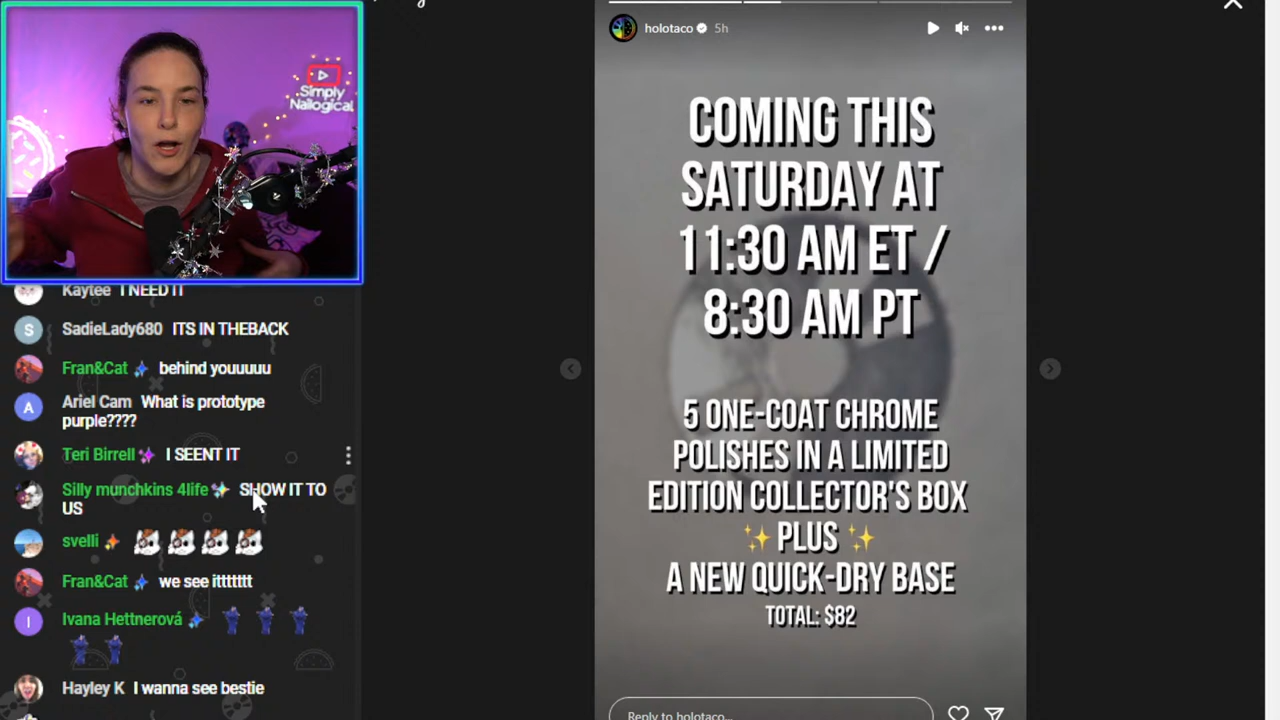 Simply
Nailogical
Kaytee I NEED IT
SadieLady680 ITS IN THEBACK
Fran&Cat behind youuuuu
Ariel Cam What is prototype
purple????
Teri Birrell I SEENT IT
Silly munchkins 4life SHOW IT TO
US
svelli
Fran&Cat we see ittttttt
Ivana Hettnerová
Hayley K I wanna see bestie
holotaco 5h
COMING THIS
SATURDAY AT
11:30 AM ET /
8:30 AM PT
5 ONE-COAT CHROME
POLISHES IN A LIMITED
EDITION COLLECTOR'S BOX
✨ PLUS ✨
A NEW QUICK-DRY BASE
TOTAL: $82
Reply to holotaco...